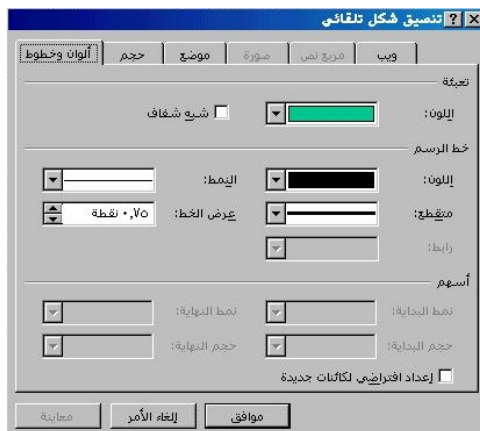 تنسيق شكل تلقائي
ألوان وخطوط حجم موضع صورة مربع نص ويب
تعبئة
اللون: شبه شفاف
خط الرسم
اللون: النمط:
متقطع: عرض الخط: ٠,٧٥ نقطة
رابط:
أسهم
نمط البداية: نمط النهاية:
حجم البداية: حجم النهاية:
إعداد افتراضي لكائنات جديدة
موافق إلغاء الأمر معاينة